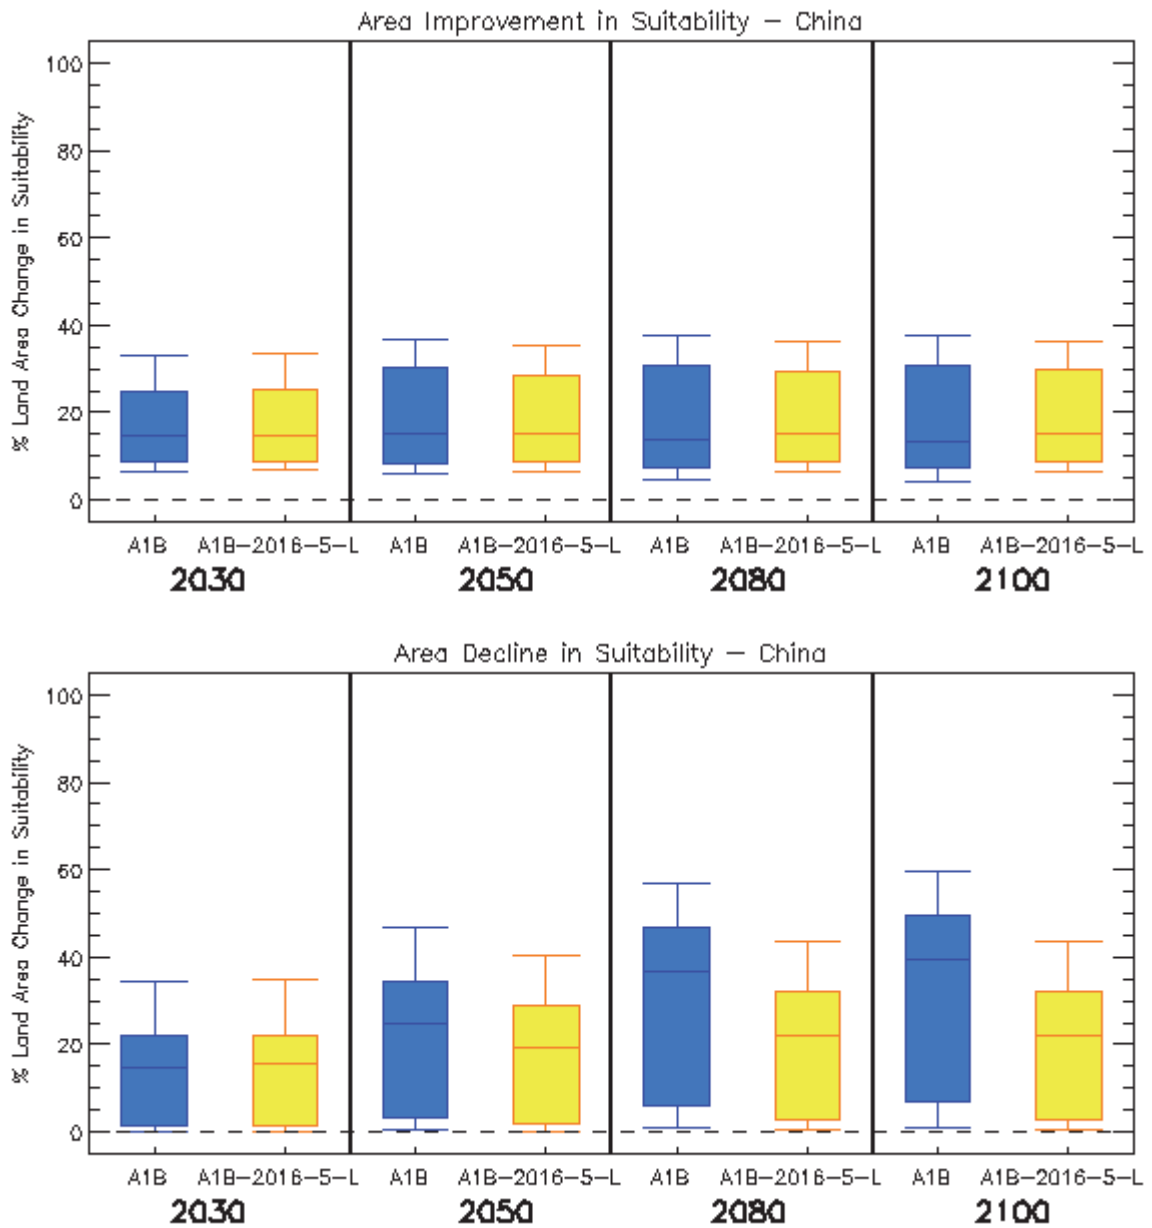 Area Improvement in Suitability – China
% Land Area Change in Suitability
100
80
60
40
20
0
A1B A1B-2016-5-L A1B A1B-2016-5-L A1B A1B-2016-5-L A1B A1B-2016-5-L
2030 2050 2080 2100
Area Decline in Suitability – China
% Land Area Change in Suitability
100
80
60
40
20
0
A1B A1B-2016-5-L A1B A1B-2016-5-L A1B A1B-2016-5-L A1B A1B-2016-5-L
2030 2050 2080 2100